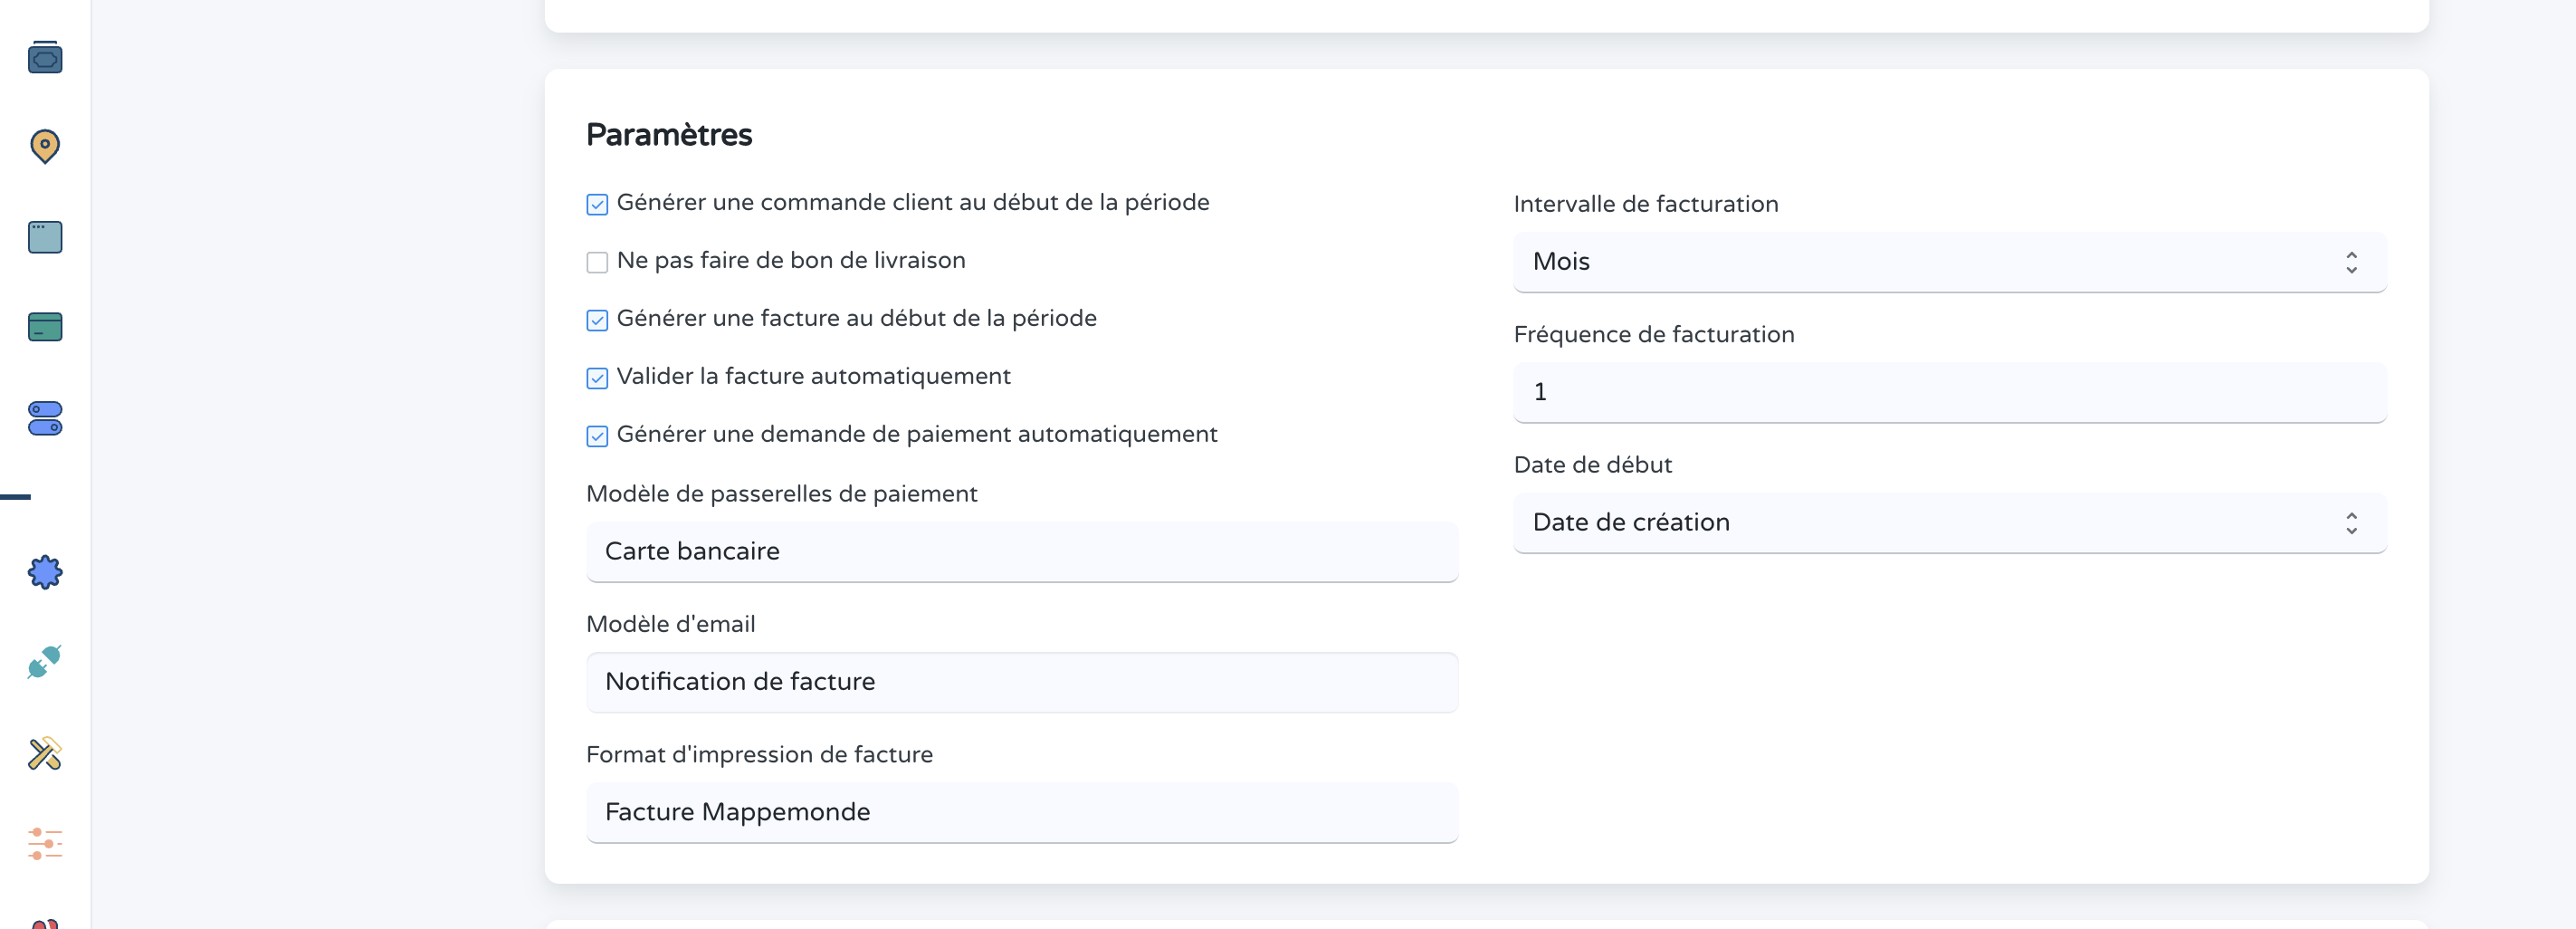 Paramètres
Générer une commande client au début de la période
Ne pas faire de bon de livraison
Générer une facture au début de la période
Valider la facture automatiquement
Générer une demande de paiement automatiquement
Modèle de passerelles de paiement
Carte bancaire
Modèle d'email
Notification de facture
Format d'impression de facture
Facture Mappemonde
Intervalle de facturation
Mois
Fréquence de facturation
1
Date de début
Date de création